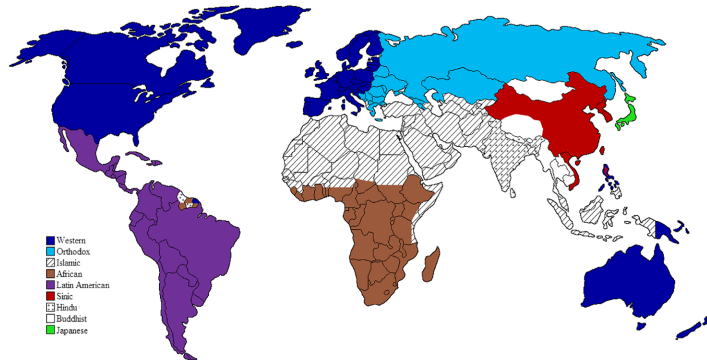 Western
Orthodox
Islamic
African
Latin American
Sinic
Hindu
Buddhist
Japanese